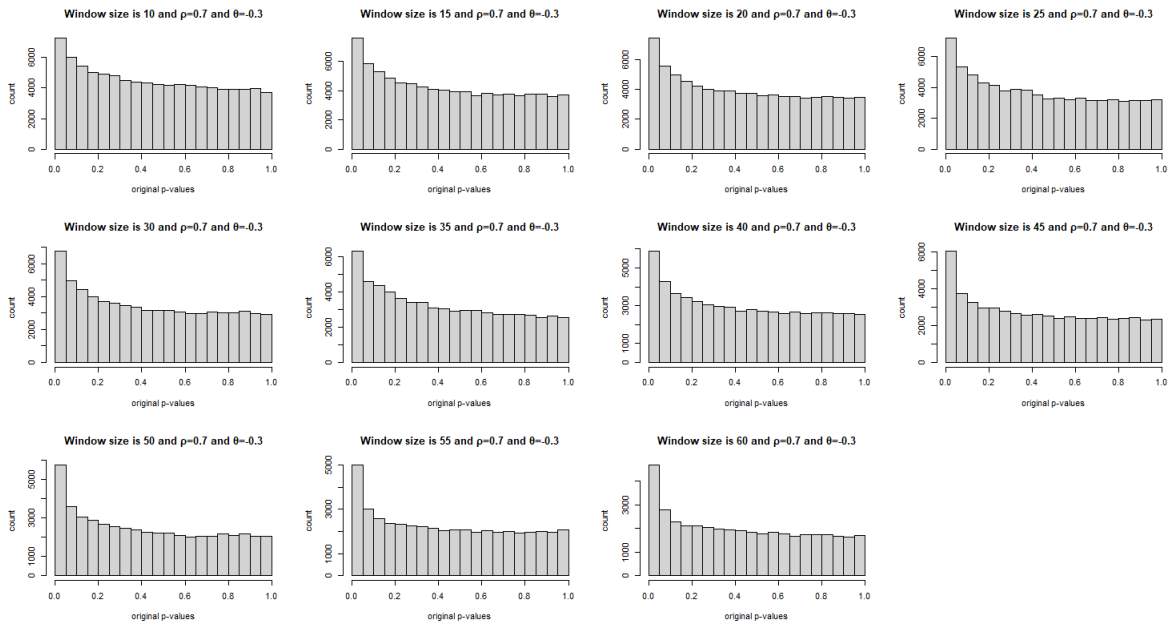 Window size is 10 and ρ=0.7 and θ=-0.3
count
0 2000 4000 6000
0.0 0.2 0.4 0.6 0.8 1.0
original p-values
Window size is 15 and ρ=0.7 and θ=-0.3
count
0 2000 4000 6000
0.0 0.2 0.4 0.6 0.8 1.0
original p-values
Window size is 20 and ρ=0.7 and θ=-0.3
count
0 2000 4000 6000
0.0 0.2 0.4 0.6 0.8 1.0
original p-values
Window size is 25 and ρ=0.7 and θ=-0.3
count
0 2000 4000 6000
0.0 0.2 0.4 0.6 0.8 1.0
original p-values
Window size is 30 and ρ=0.7 and θ=-0.3
count
0 2000 4000 6000
0.0 0.2 0.4 0.6 0.8 1.0
original p-values
Window size is 35 and ρ=0.7 and θ=-0.3
count
0 2000 4000 6000
0.0 0.2 0.4 0.6 0.8 1.0
original p-values
Window size is 40 and ρ=0.7 and θ=-0.3
count
0 1000 3000 5000
0.0 0.2 0.4 0.6 0.8 1.0
original p-values
Window size is 45 and ρ=0.7 and θ=-0.3
count
0 2000 4000 6000
0.0 0.2 0.4 0.6 0.8 1.0
original p-values
Window size is 50 and ρ=0.7 and θ=-0.3
count
0 1000 3000 5000
0.0 0.2 0.4 0.6 0.8 1.0
original p-values
Window size is 55 and ρ=0.7 and θ=-0.3
count
0 1000 3000 5000
0.0 0.2 0.4 0.6 0.8 1.0
original p-values
Window size is 60 and ρ=0.7 and θ=-0.3
count
0 1000 3000
0.0 0.2 0.4 0.6 0.8 1.0
original p-values